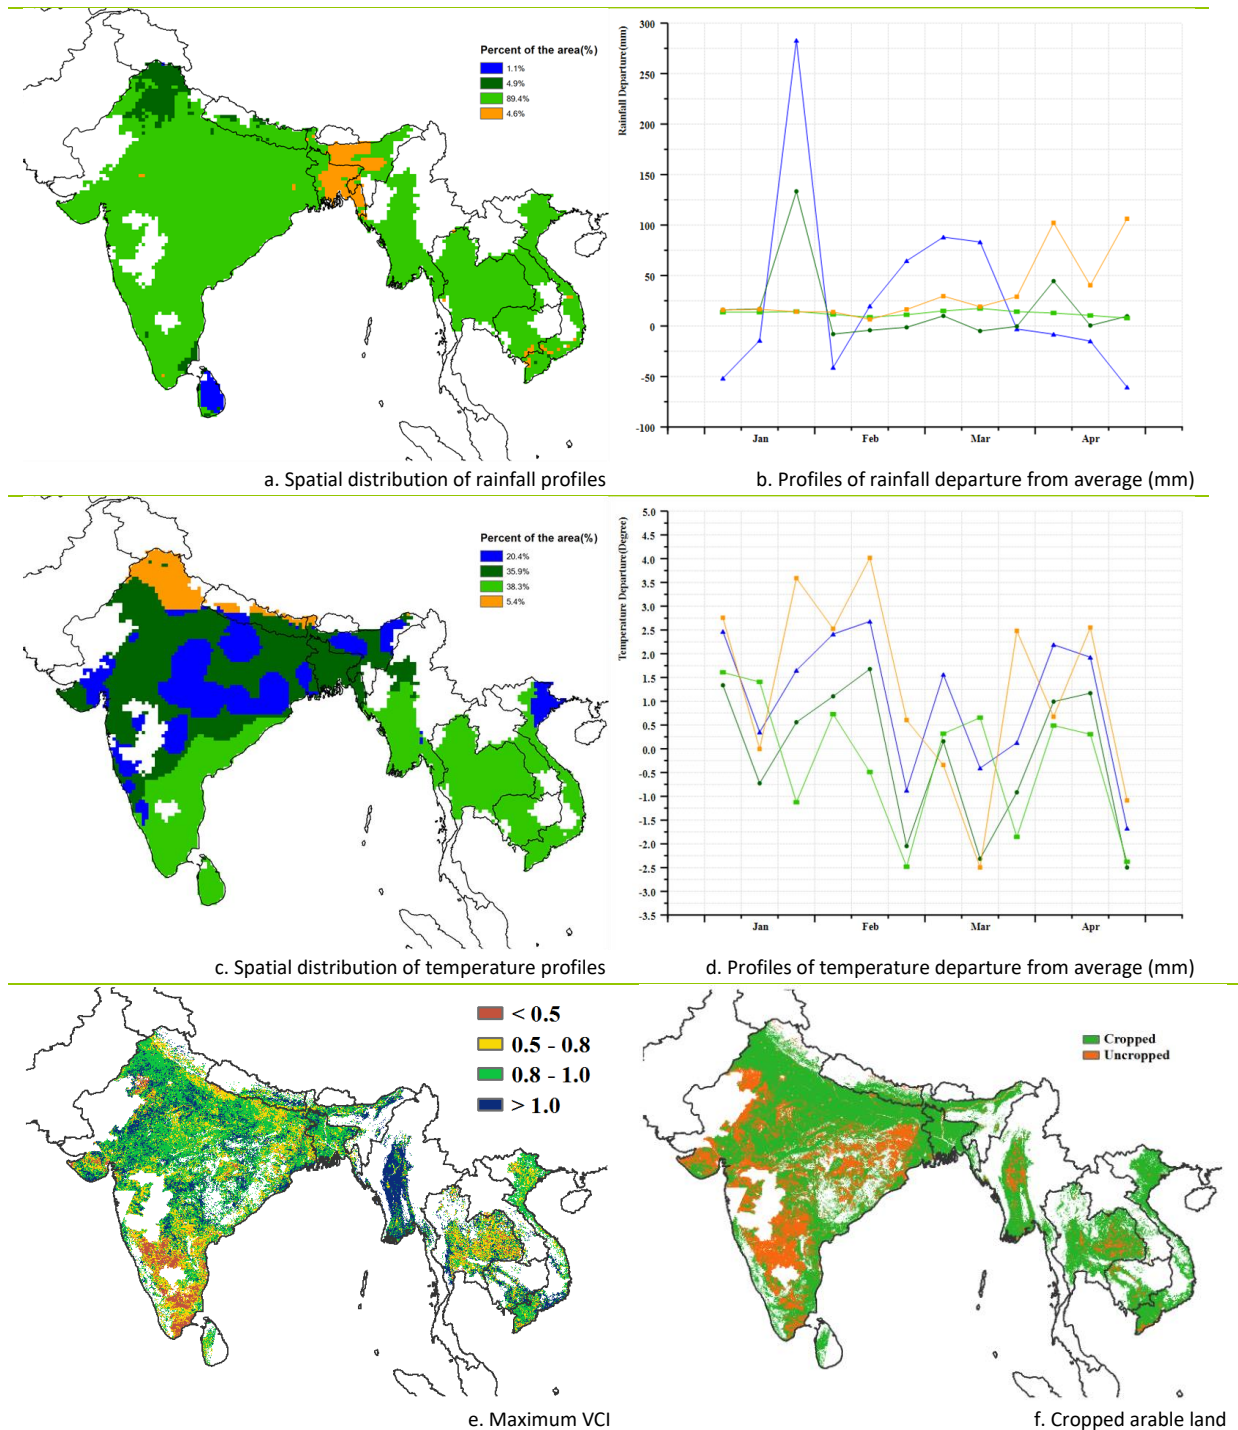 Percent of the area(%)
1.1%
4.9%
89.4%
4.6%
a. Spatial distribution of rainfall profiles
Rainfall Departure(mm)
300
250
200
150
100
50
0
-50
-100
Jan
Feb
Mar
Apr
b. Profiles of rainfall departure from average (mm)
Percent of the area(%)
20.4%
35.9%
38.3%
5.4%
c. Spatial distribution of temperature profiles
Temperature Departure(Degree)
5.0
4.5
4.0
3.5
3.0
2.5
2.0
1.5
1.0
0.5
0.0
-0.5
-1.0
-1.5
-2.0
-2.5
-3.0
-3.5
Jan
Feb
Mar
Apr
d. Profiles of temperature departure from average (mm)
< 0.5
0.5 - 0.8
0.8 - 1.0
> 1.0
e. Maximum VCI
Cropped
Uncropped
f. Cropped arable land